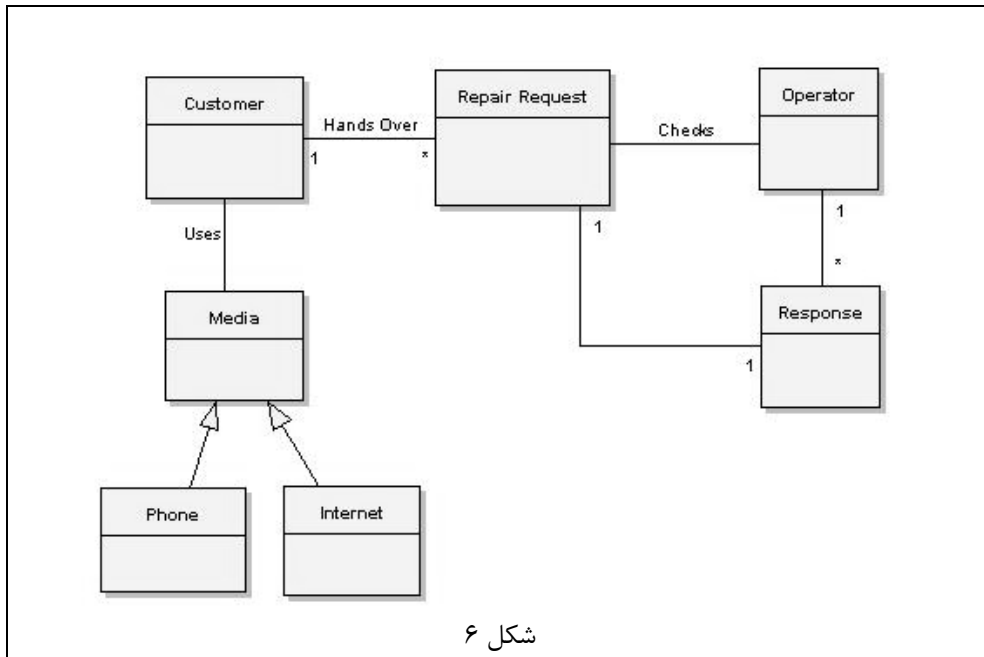 Customer
Hands Over
1
*
Repair Request
Checks
Operator
1
*
1
1
Response
Uses
Media
Phone
Internet
شکل ۶